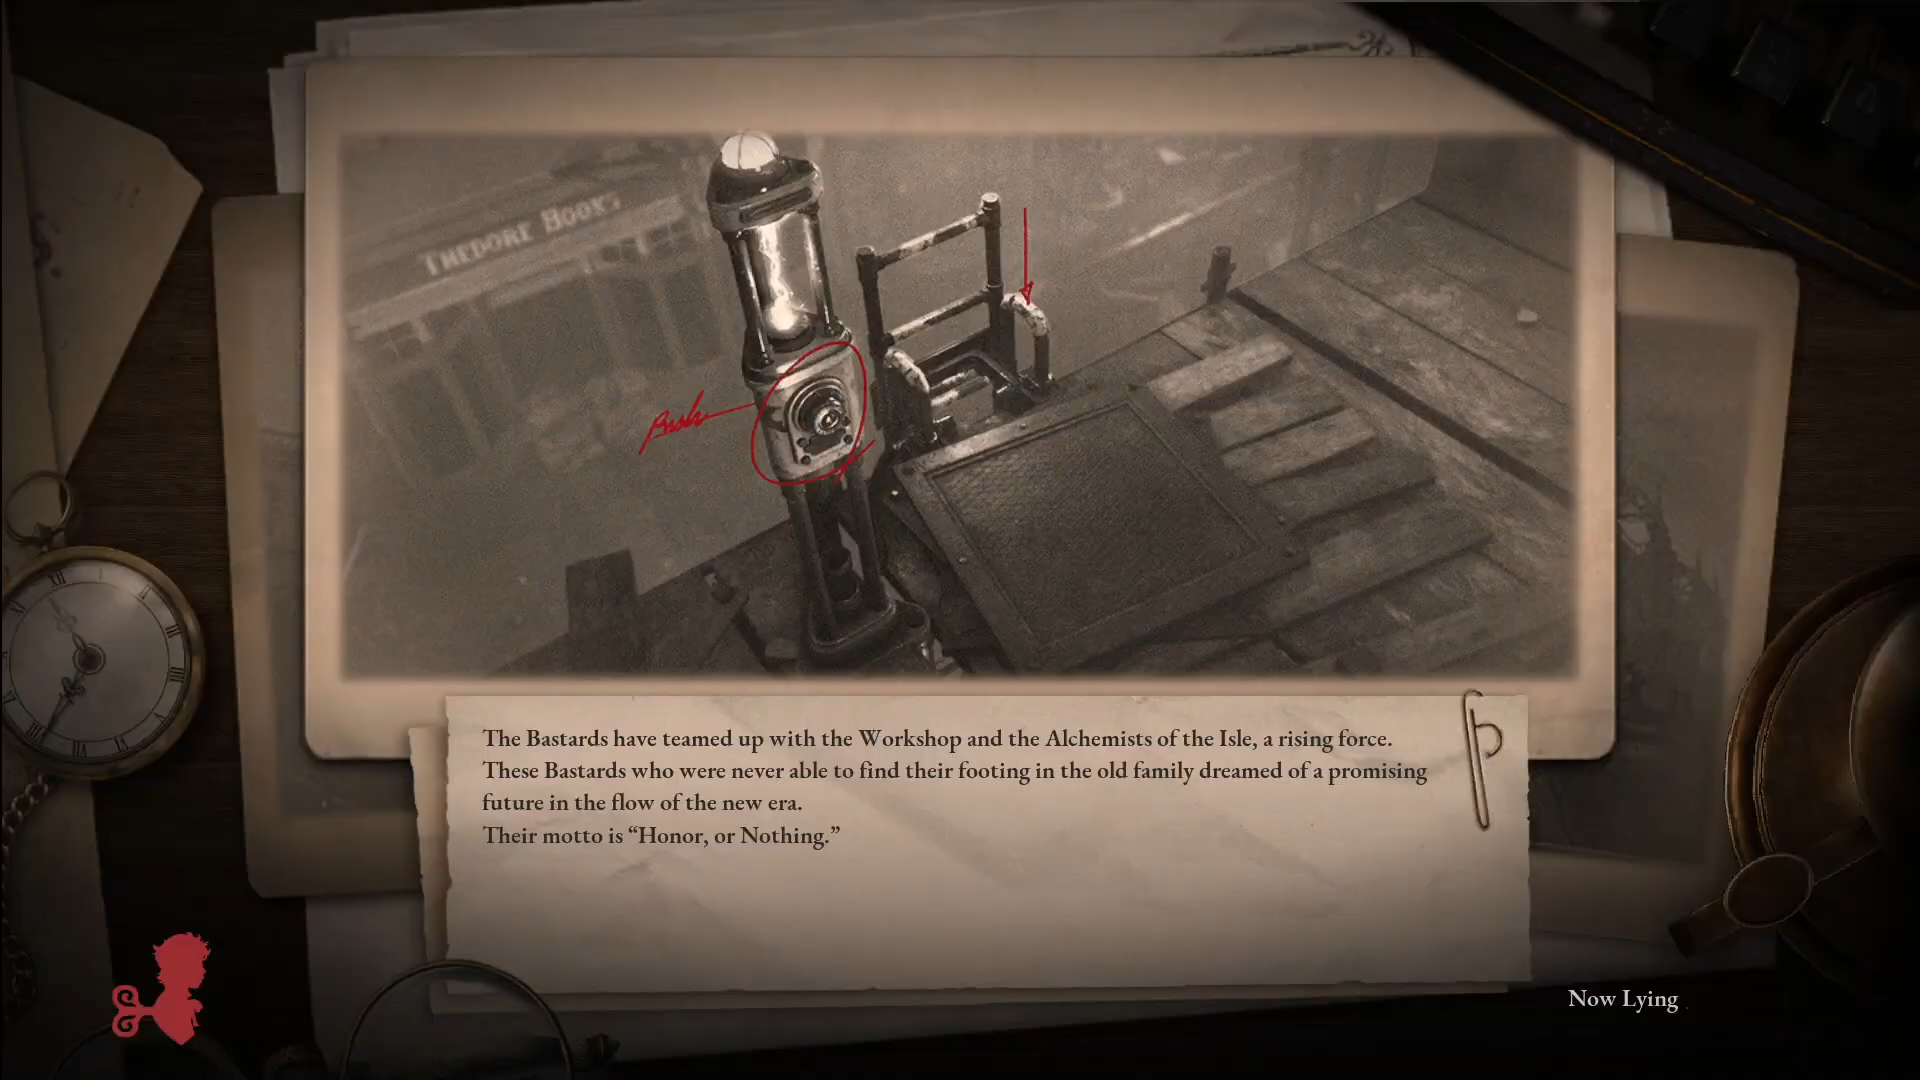 THEDORE BOOKS
Push
The Bastards have teamed up with the Workshop and the Alchemists of the Isle, a rising force.
These Bastards who were never able to find their footing in the old family dreamed of a promising
future in the flow of the new era.
Their motto is “Honor, or Nothing.”
Now Lying